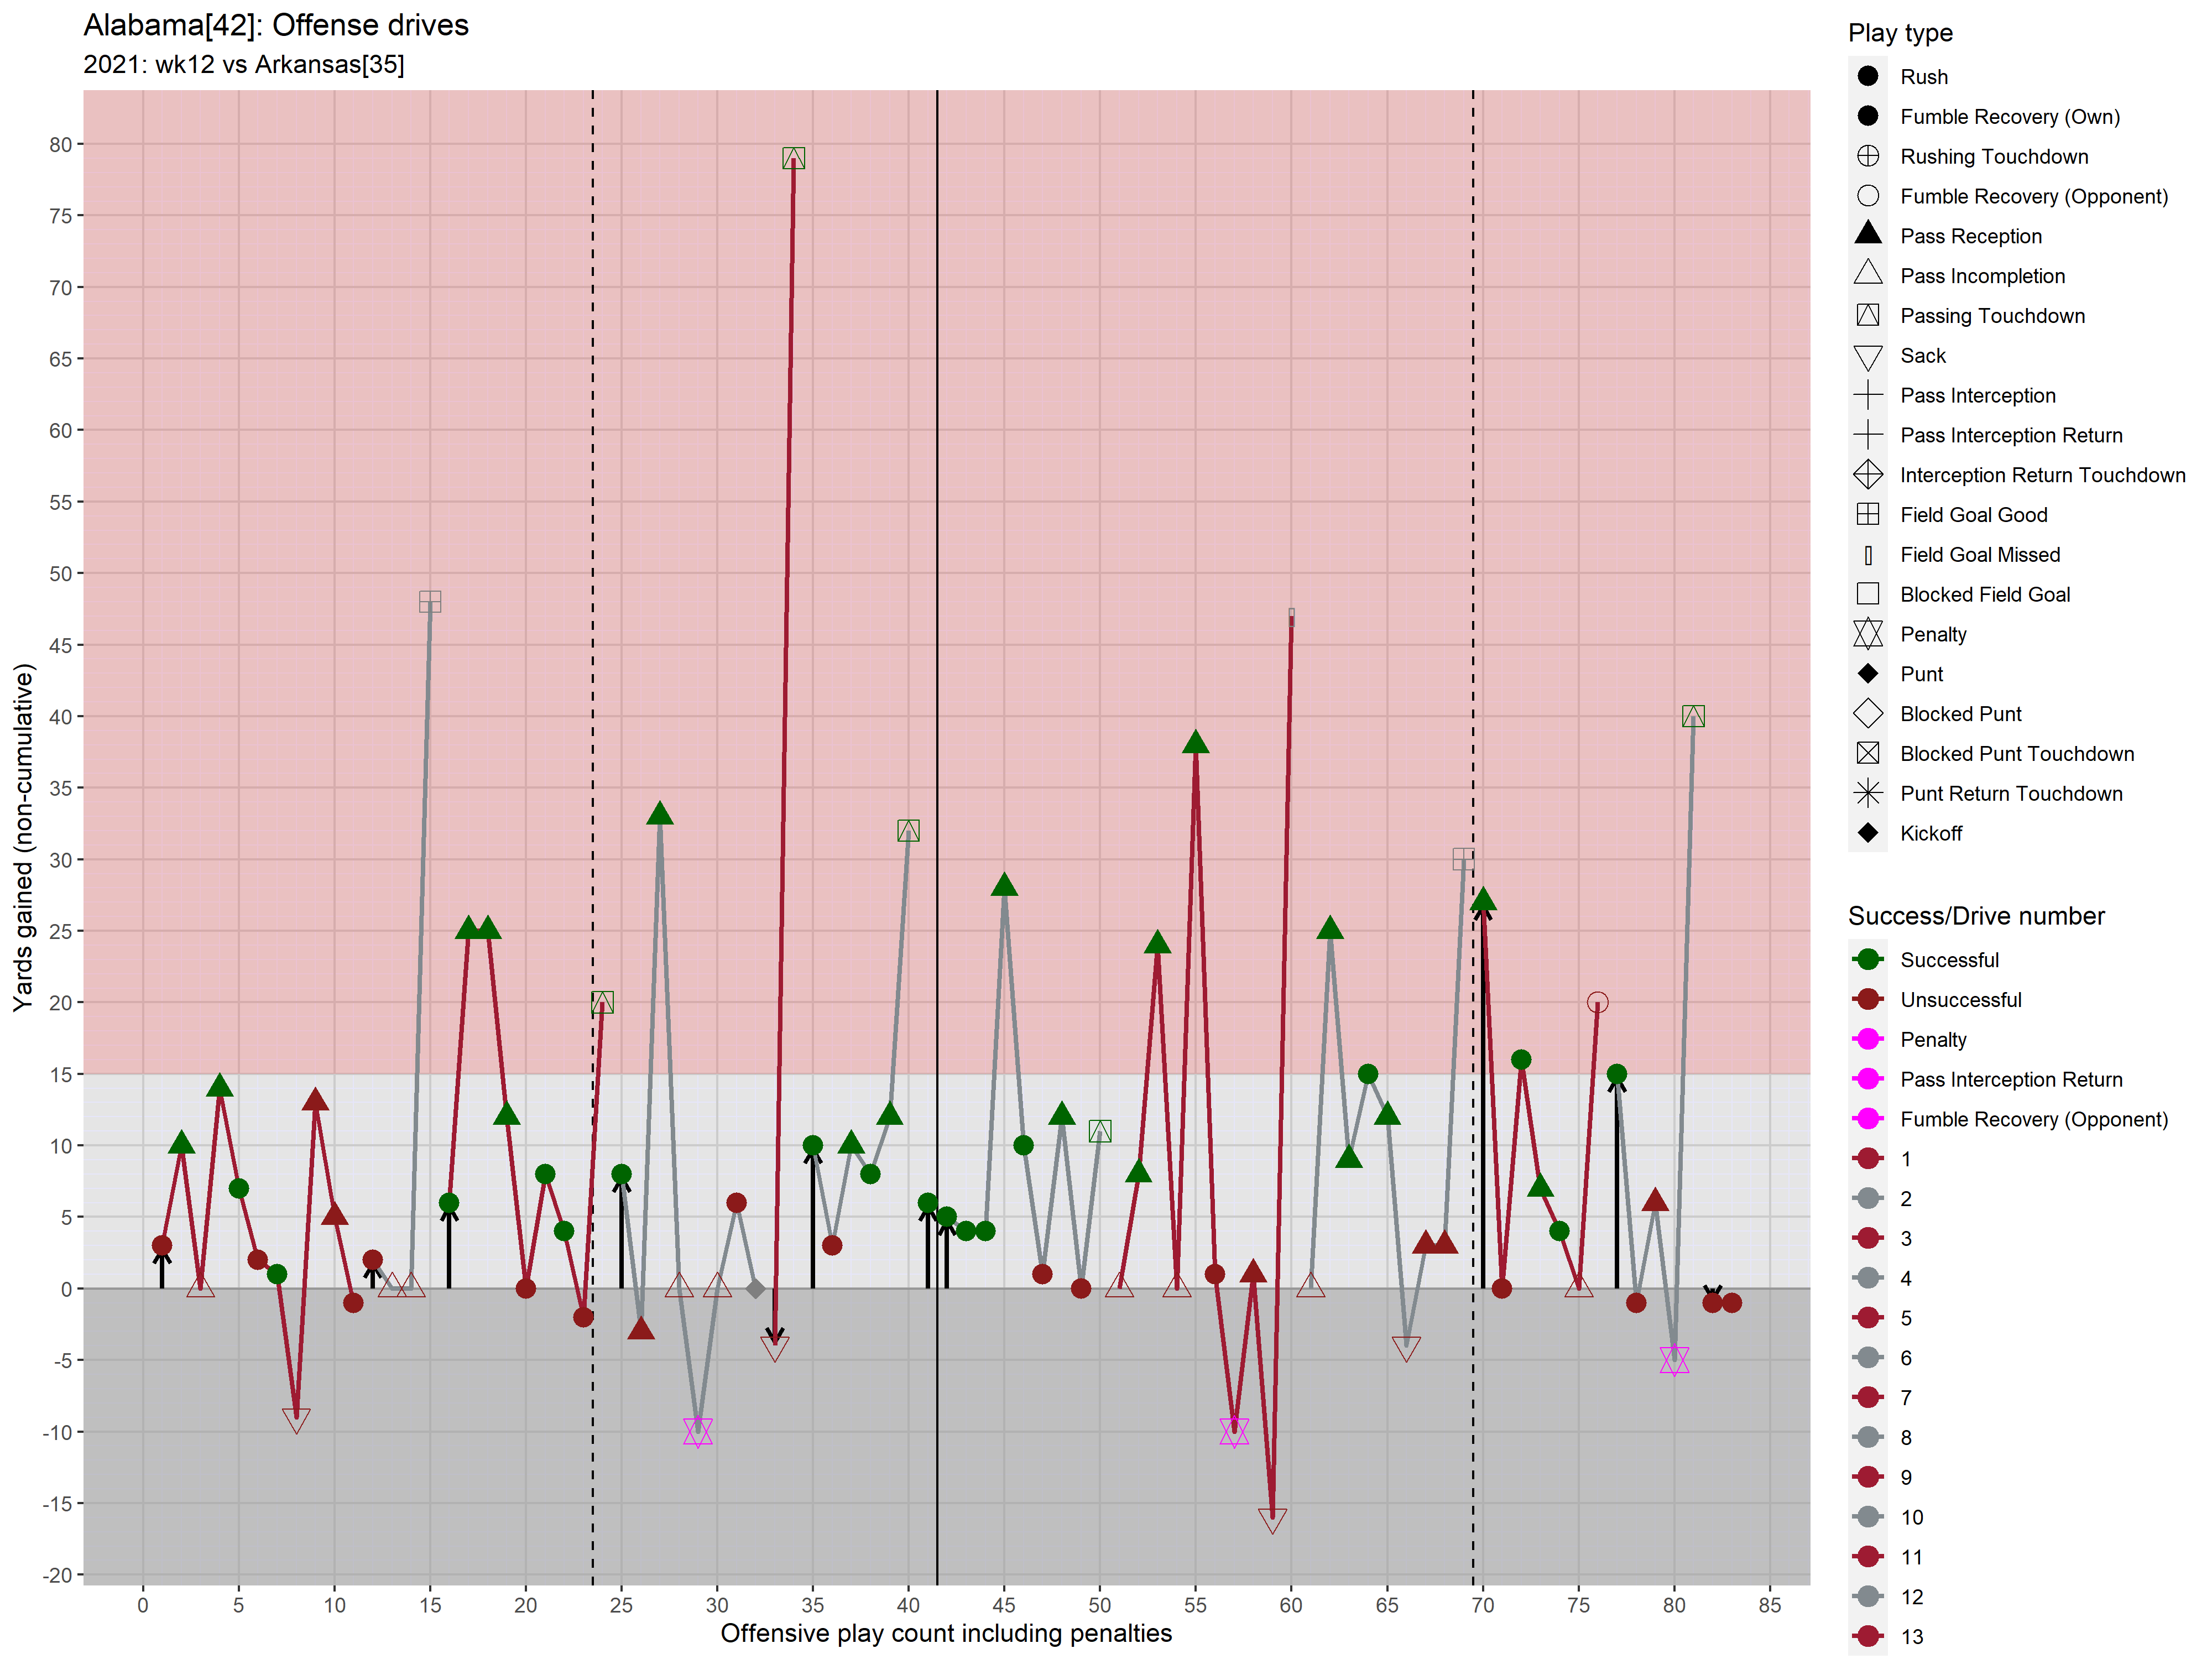 Alabama[42]: Offense drives
2021: wk12 vs Arkansas[35]
Yards gained (non-cumulative)
80
75
70
65
60
55
50
45
40
35
30
25
20
15
10
5
0
-5
-10
-15
-20
0 5 10 15 20 25 30 35 40 45 50 55 60 65 70 75 80 85
Offensive play count including penalties
Play type
Rush
Fumble Recovery (Own)
Rushing Touchdown
Fumble Recovery (Opponent)
Pass Reception
Pass Incompletion
Passing Touchdown
Sack
Pass Interception
Pass Interception Return
Interception Return Touchdown
Field Goal Good
Field Goal Missed
Blocked Field Goal
Penalty
Punt
Blocked Punt
Blocked Punt Touchdown
Punt Return Touchdown
Kickoff
Success/Drive number
Successful
Unsuccessful
Penalty
Pass Interception Return
Fumble Recovery (Opponent)
1
2
3
4
5
6
7
8
9
10
11
12
13